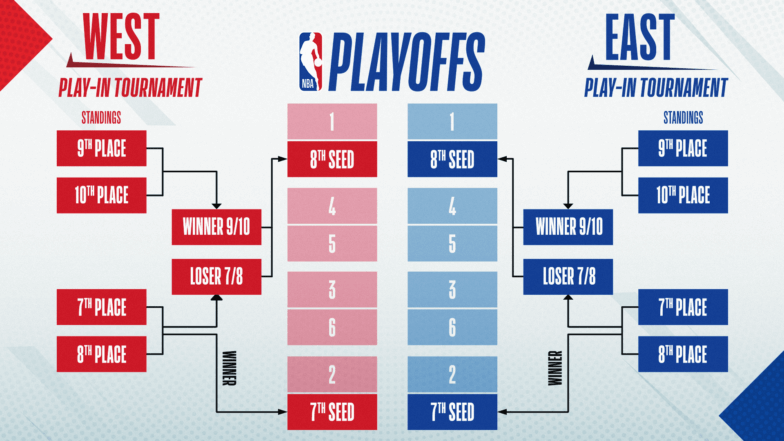 WEST
PLAY-IN TOURNAMENT
STANDINGS
9TH PLACE
10TH PLACE
WINNER 9/10
LOSER 7/8
7TH PLACE
8TH PLACE
WINNER
NBA
PLAYOFFS
1
8TH SEED
4
5
3
6
2
7TH SEED
1
8TH SEED
4
5
3
6
2
7TH SEED
EAST
PLAY-IN TOURNAMENT
STANDINGS
9TH PLACE
10TH PLACE
WINNER 9/10
LOSER 7/8
7TH PLACE
8TH PLACE
WINNER